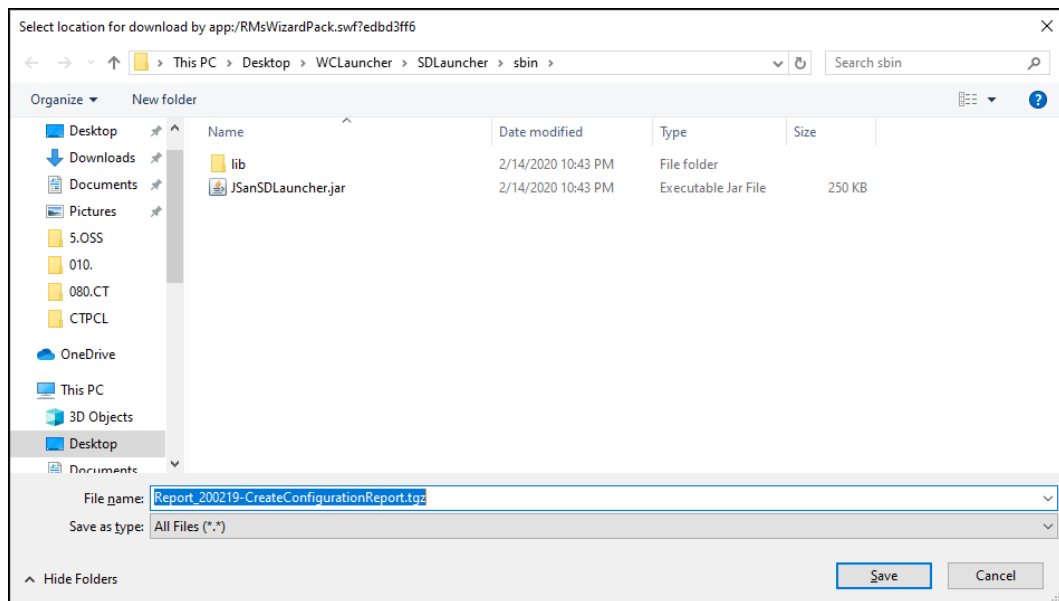 Select location for download by app:/RMsWizardPack.swf?edbd3ff6
This PC > Desktop > WCLauncher > SDLauncher > sbin >
Search sbin
Organize
New folder
Name
Date modified
Type
Size
Desktop
Downloads
Documents
Pictures
5.OSS
010.
080.CT
CTPCL
OneDrive
This PC
3D Objects
Desktop
Documents
lib 2/14/2020 10:43 PM File folder
JSanSDLauncher.jar 2/14/2020 10:43 PM Executable Jar File 250 KB
File name: Report_200219-CreateConfigurationReport.tgz
Save as type: All Files (*.*)
Hide Folders
Save
Cancel